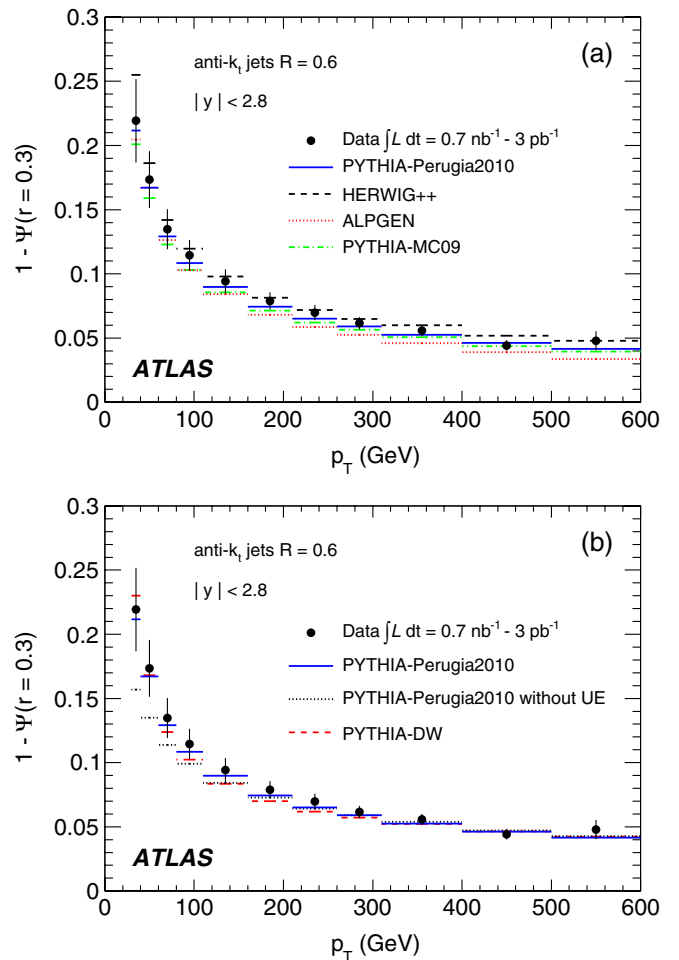 (a)
anti-kt jets R = 0.6
| y | < 2.8
Data ∫L dt = 0.7 nb-1 - 3 pb-1
PYTHIA-Perugia2010
HERWIG++
ALPGEN
PYTHIA-MC09
1 - Ψ(r = 0.3)
0.3
0.25
0.2
0.15
0.1
0.05
0
ATLAS
0 100 200 300 400 500 600
pT (GeV)
(b)
anti-kt jets R = 0.6
| y | < 2.8
Data ∫L dt = 0.7 nb-1 - 3 pb-1
PYTHIA-Perugia2010
PYTHIA-Perugia2010 without UE
PYTHIA-DW
1 - Ψ(r = 0.3)
0.3
0.25
0.2
0.15
0.1
0.05
0
ATLAS
0 100 200 300 400 500 600
pT (GeV)